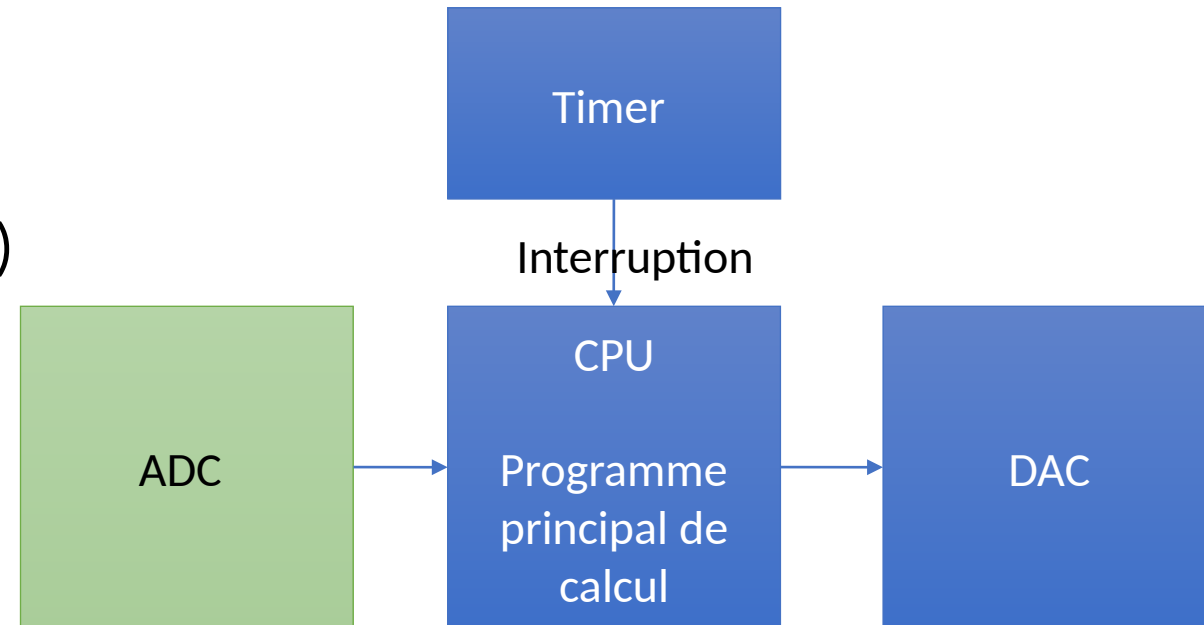 Timer
)
Interruption
CPU
ADC
Programme
principal de
calcul
DAC